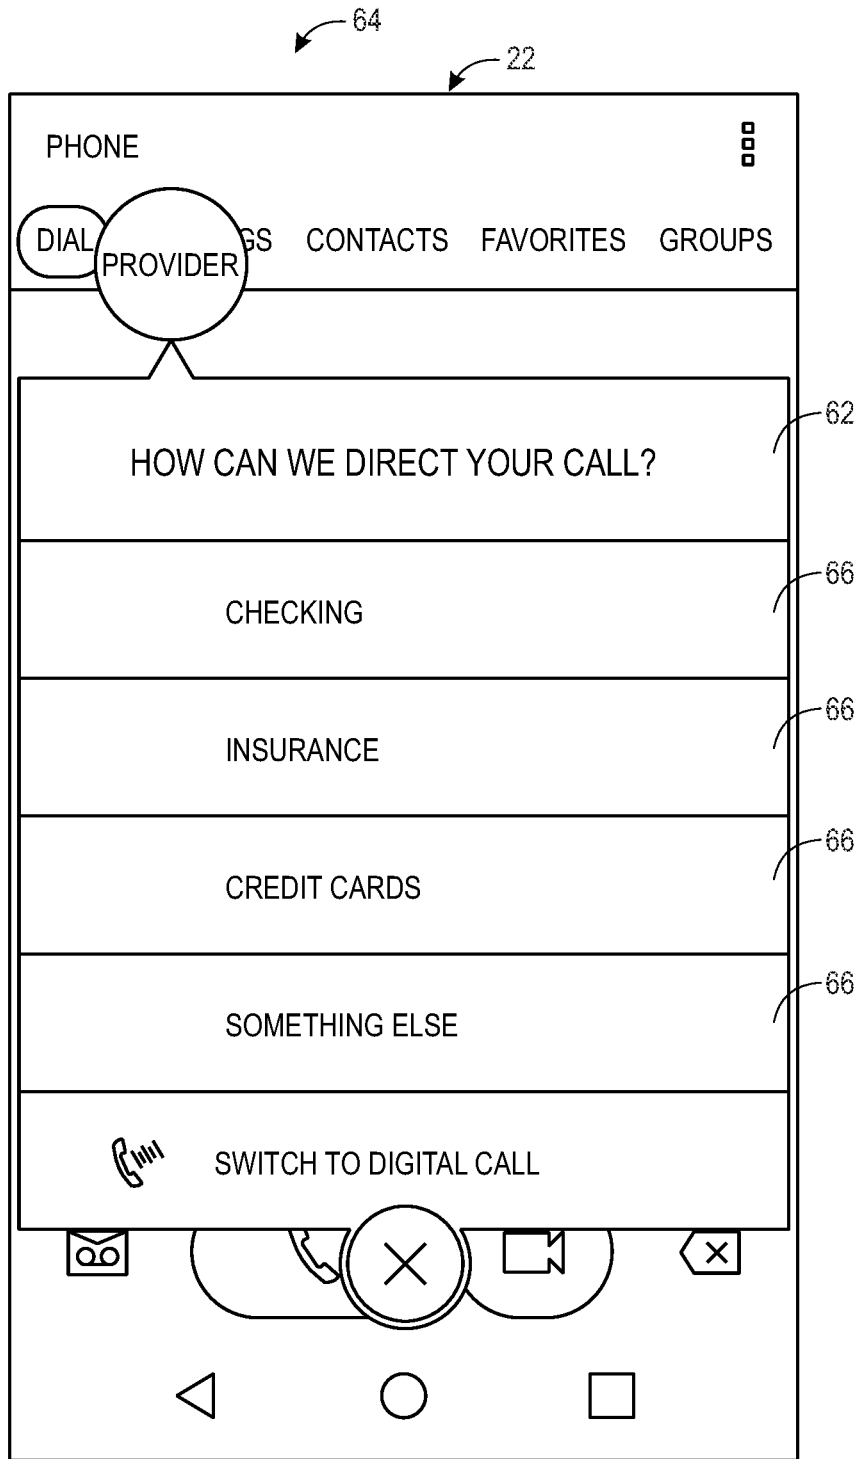 64
22
PHONE
DIAL GS CONTACTS FAVORITES GROUPS
PROVIDER
62
HOW CAN WE DIRECT YOUR CALL?
66
CHECKING
66
INSURANCE
66
CREDIT CARDS
66
SOMETHING ELSE
SWITCH TO DIGITAL CALL